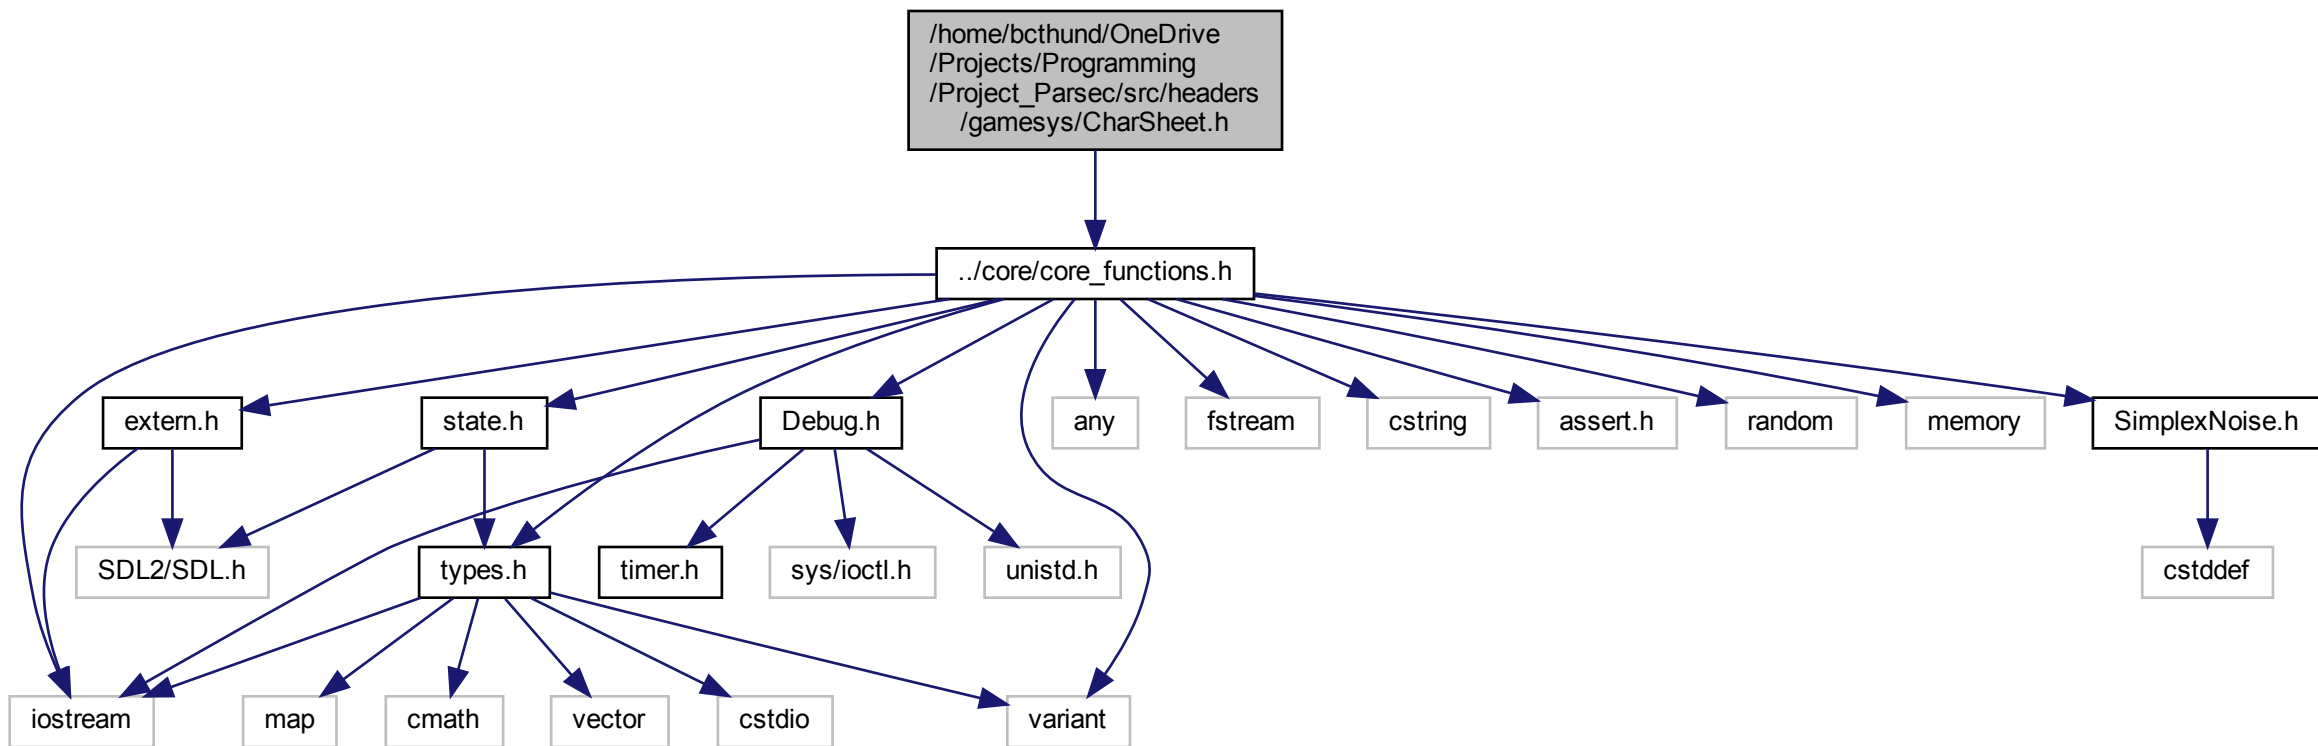 /home/bcthund/OneDrive
/Projects/Programming
/Project_Parsec/src/headers
/gamesys/CharSheet.h
../core/core_functions.h
extern.h
state.h
Debug.h
any
fstream
cstring
assert.h
random
memory
SimplexNoise.h
SDL2/SDL.h
types.h
timer.h
sys/ioctl.h
unistd.h
cstddef
iostream
map
cmath
vector
cstdio
variant